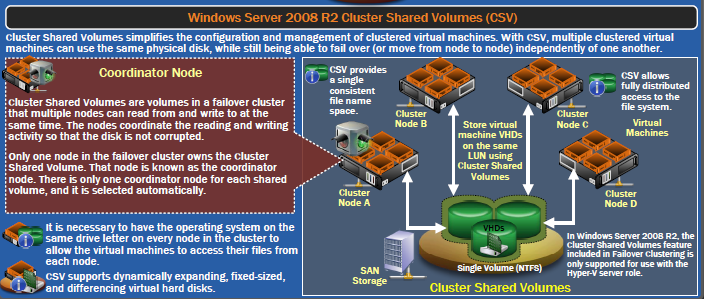 Windows Server 2008 R2 Cluster Shared Volumes (CSV)
Cluster Shared Volumes simplifies the configuration and management of clustered virtual machines. With CSV, multiple clustered virtual
machines can use the same physical disk, while still being able to fail over (or move from node to node) independently of one another.
Coordinator Node
Cluster Shared Volumes are volumes in a failover cluster
that multiple nodes can read from and write to at the
same time. The nodes coordinate the reading and writing
activity so that the disk is not corrupted.
Only one node in the failover cluster owns the Cluster
Shared Volume. That node is known as the coordinator
node. There is only one coordinator node for each shared
volume, and it is selected automatically.
It is necessary to have the operating system on the
same drive letter on every node in the cluster to
allow the virtual machines to access their files from
each node.
CSV supports dynamically expanding, fixed-sized,
and differencing virtual hard disks.
CSV provides
a single
consistent
file name
space.
Cluster
Node B
Cluster
Node C
CSV allows
fully distributed
access to the
file system.
Virtual
Machines
Store virtual
machine VHDs
on the same
LUN using
Cluster Shared
Volumes
Cluster
Node A
Cluster
Node D
VHDs
SAN
Storage
Single Volume (NTFS)
Cluster Shared Volumes
In Windows Server 2008 R2, the
Cluster Shared Volumes feature
included in Failover Clustering is
only supported for use with the
Hyper-V server role.